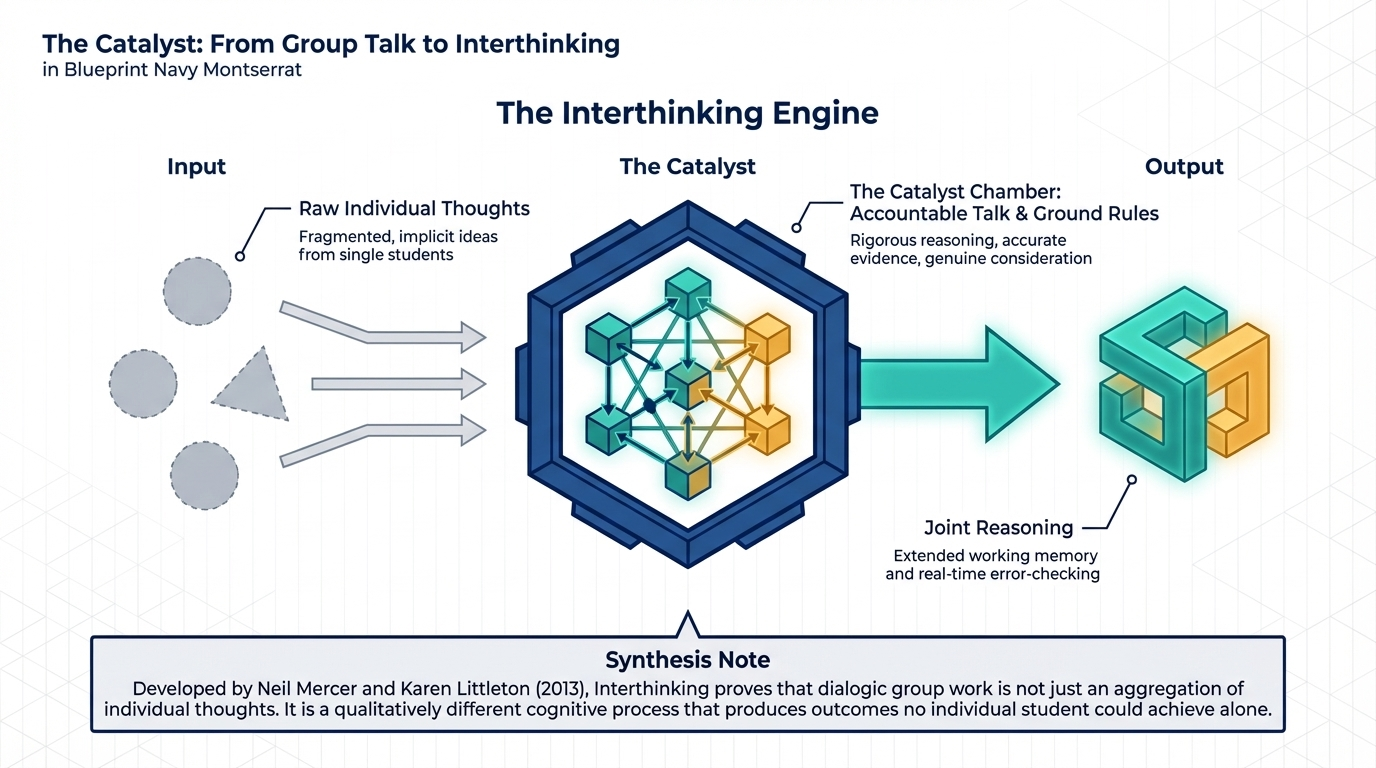 The Catalyst: From Group Talk to Interthinking
in Blueprint Navy Montserrat
The Interthinking Engine
Input
The Catalyst
Output
Raw Individual Thoughts
Fragmented, implicit ideas
from single students
The Catalyst Chamber:
Accountable Talk & Ground Rules
Rigorous reasoning, accurate
evidence, genuine consideration
Joint Reasoning
Extended working memory
and real-time error-checking
Synthesis Note
Developed by Neil Mercer and Karen Littleton (2013), Interthinking proves that dialogic group work is not just an aggregation of
individual thoughts. It is a qualitatively different cognitive process that produces outcomes no individual student could achieve alone.